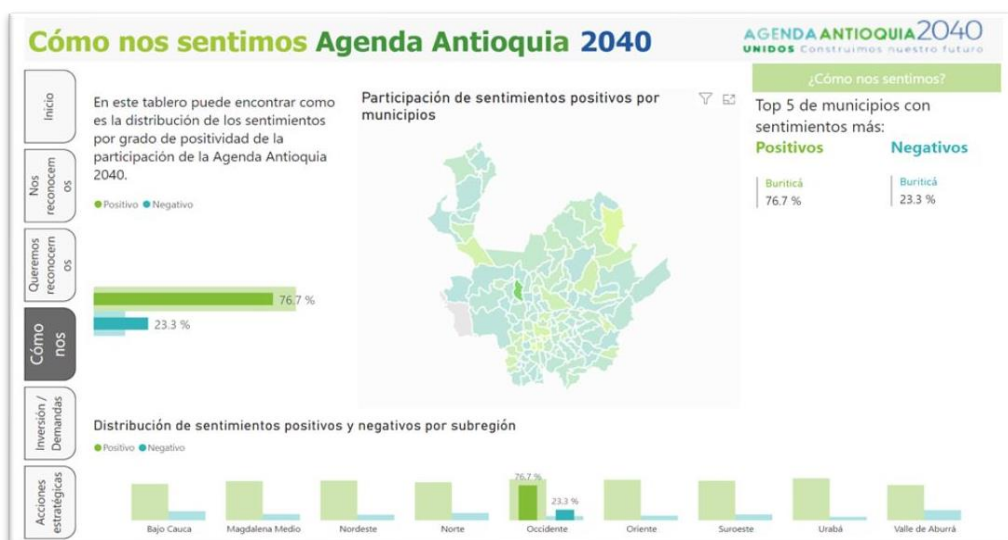 Cómo nos sentimos Agenda Antioquia 2040
AGENDA ANTIOQUIA 2040
UNIDOS Construimos nuestro futuro
Inicio
Nos
reconocem
os
Queremos
reconocern
os
Cómo
nos
Inversión /
Demandas
Acciones
estratégicas
En este tablero puede encontrar como
es la distribución de los sentimientos
por grado de positividad de la
participación de la Agenda Antioquia
2040.
Positivo Negativo
76.7 %
23.3 %
Participación de sentimientos positivos por
municipios
¿Cómo nos sentimos?
Top 5 de municipios con
sentimientos más:
Positivos Negativos
Buriticá Buriticá
76.7 % 23.3 %
Distribución de sentimientos positivos y negativos por subregión
Positivo Negativo
76.7 %
23.3 %
Bajo Cauca Magdalena Medio Nordeste Norte Occidente Oriente Suroeste Urabá Valle de Aburrá